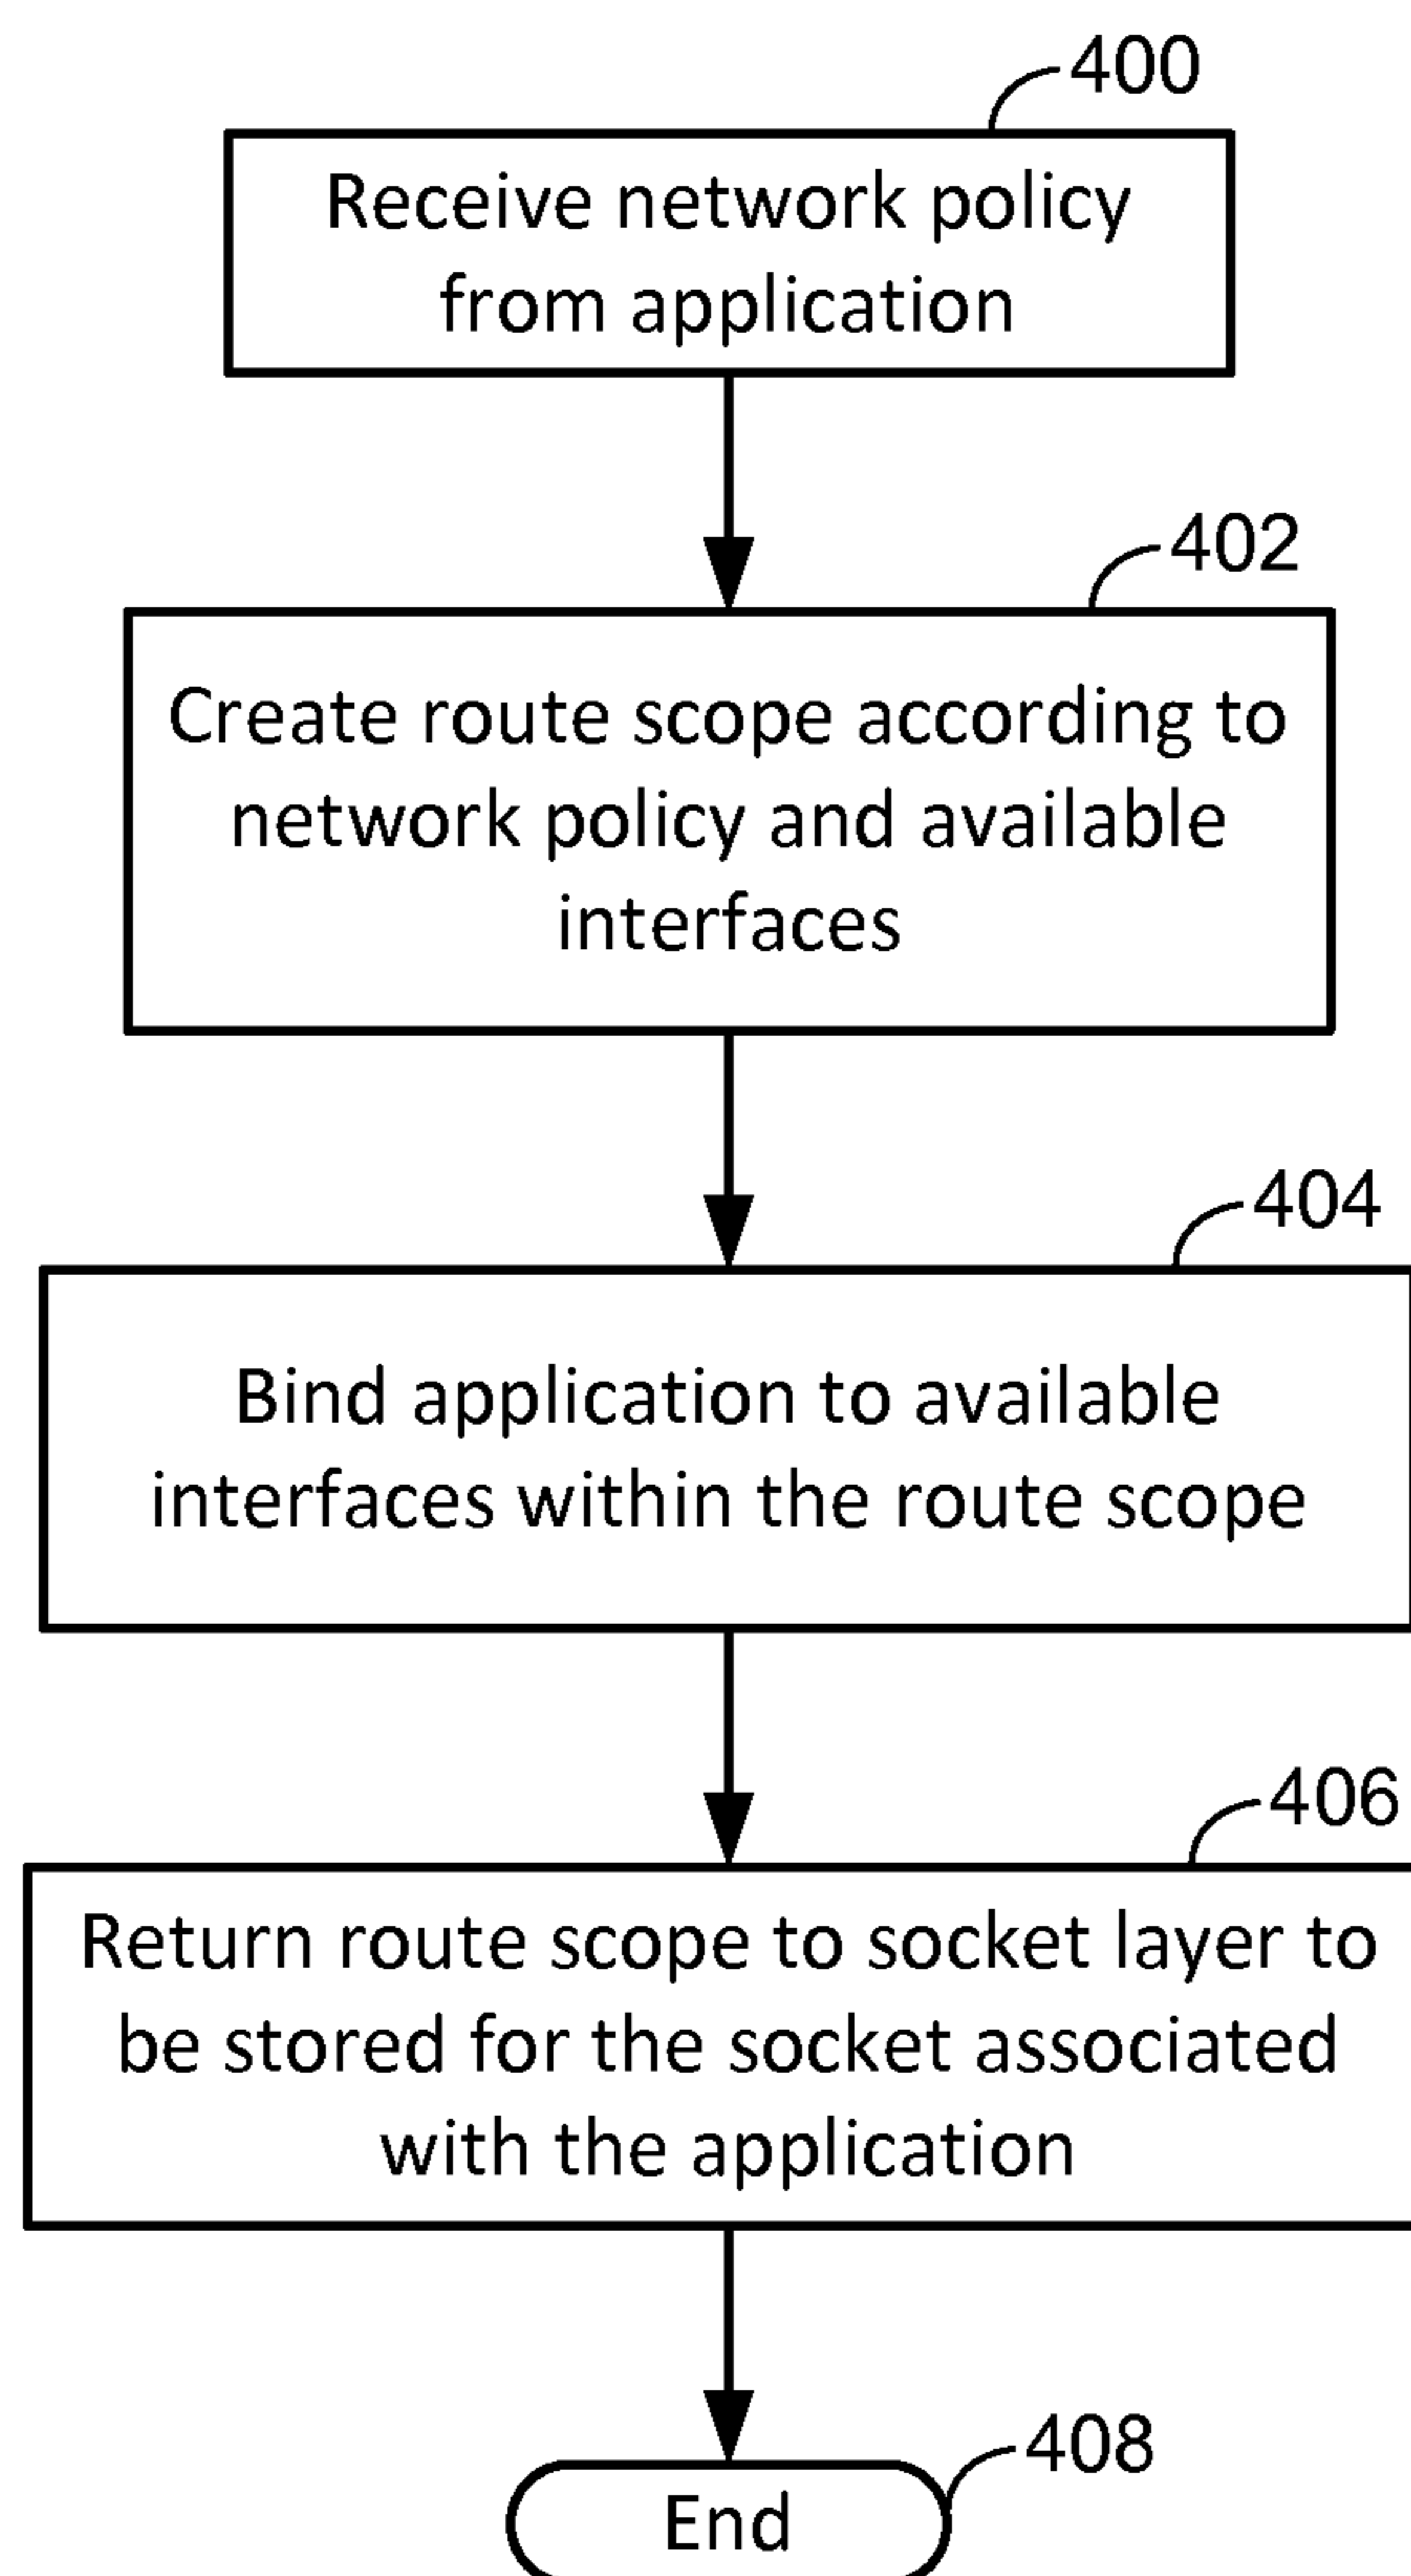 400
Receive network policy
from application
402
Create route scope according to
network policy and available
interfaces
404
Bind application to available
interfaces within the route scope
406
Return route scope to socket layer to
be stored for the socket associated
with the application
408
End